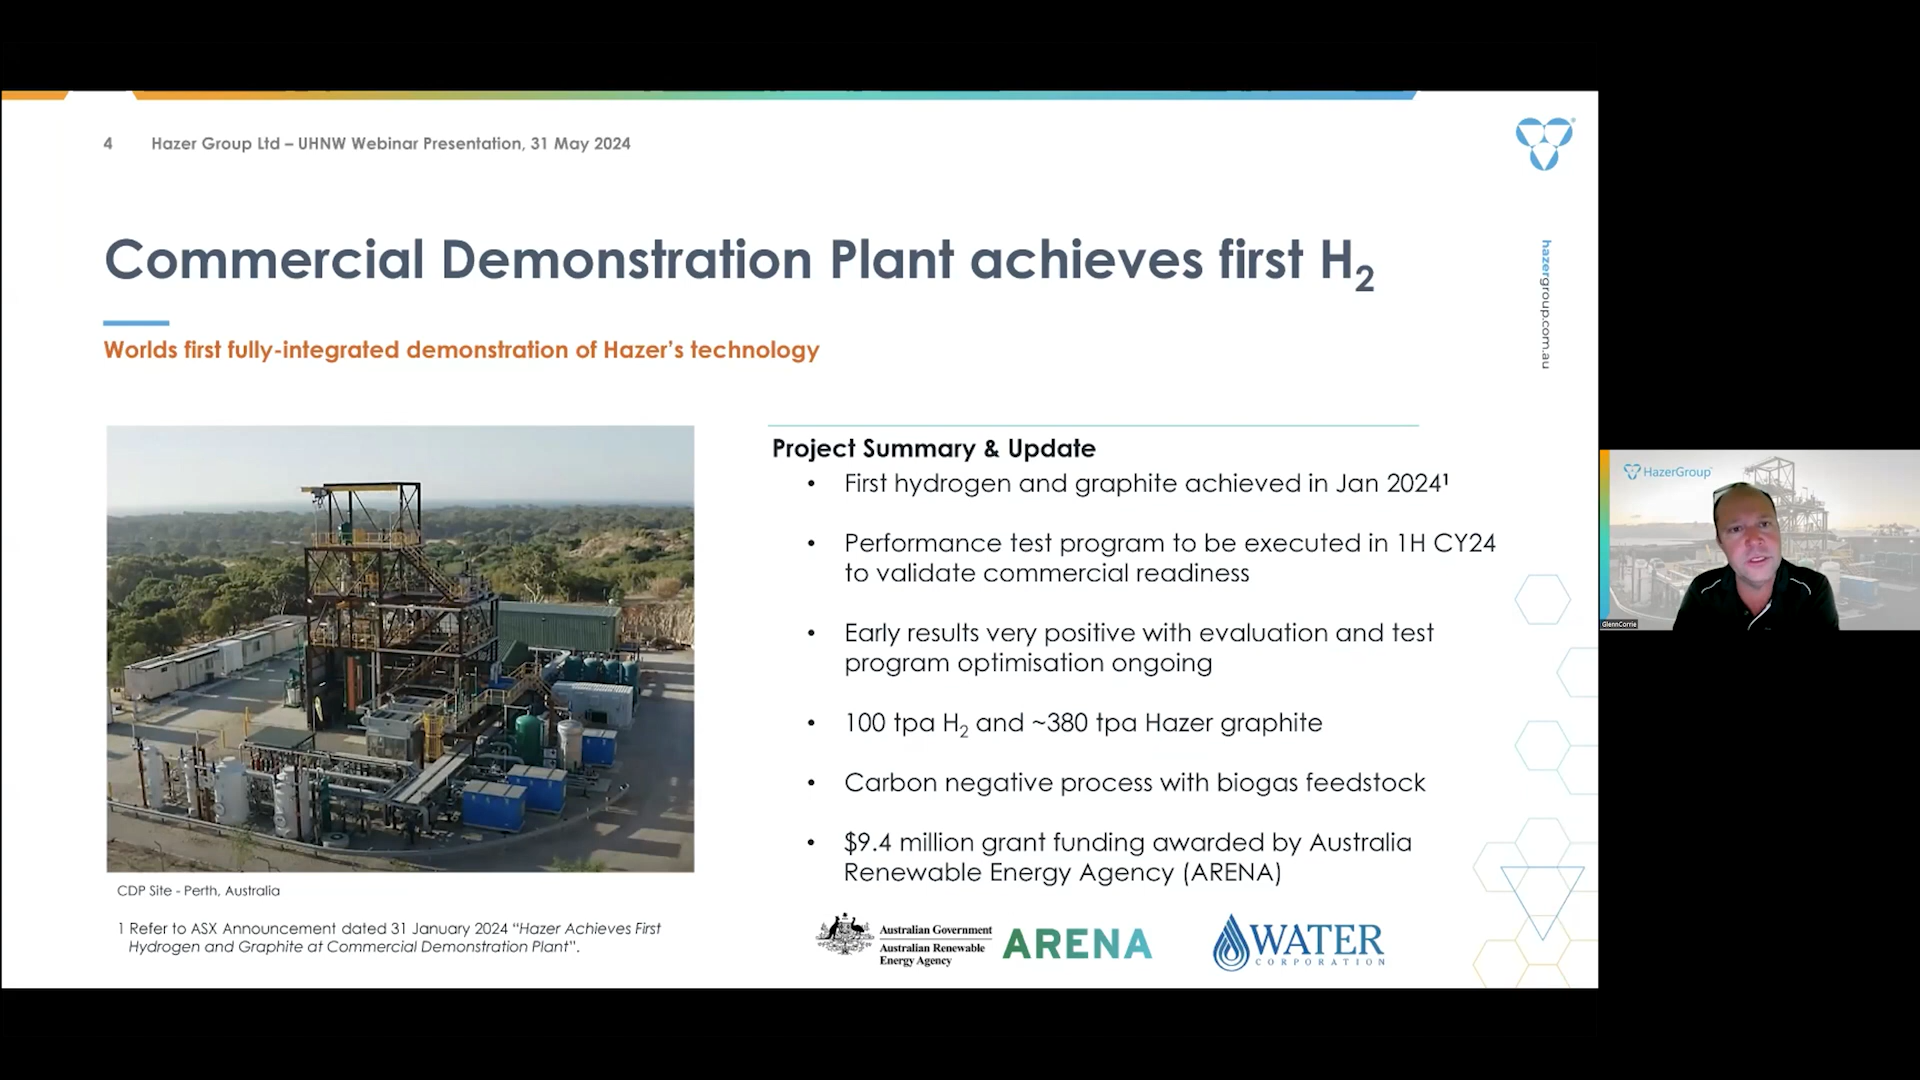 4 Hazer Group Ltd – UHNW Webinar Presentation, 31 May 2024
hazergroup.com.au
Commercial Demonstration Plant achieves first H₂
Worlds first fully-integrated demonstration of Hazer's technology
Project Summary & Update
• First hydrogen and graphite achieved in Jan 2024¹
• Performance test program to be executed in 1H CY24
to validate commercial readiness
• Early results very positive with evaluation and test
program optimisation ongoing
• 100 tpa H₂ and ~380 tpa Hazer graphite
• Carbon negative process with biogas feedstock
• $9.4 million grant funding awarded by Australia
Renewable Energy Agency (ARENA)
CDP Site - Perth, Australia
1 Refer to ASX Announcement dated 31 January 2024 “Hazer Achieves First
Hydrogen and Graphite at Commercial Demonstration Plant”.
Australian Government
Australian Renewable
Energy Agency
ARENA
WATER
CORPORATION
HazerGroup
GlennCorrie